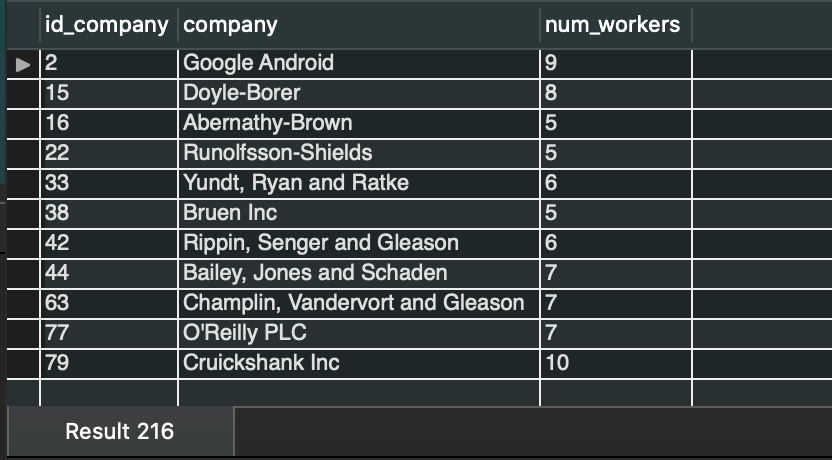 id_company company num_workers
2 Google Android 9
15 Doyle-Borer 8
16 Abernathy-Brown 5
22 Runolfsson-Shields 5
33 Yundt, Ryan and Ratke 6
38 Bruen Inc 5
42 Rippin, Senger and Gleason 6
44 Bailey, Jones and Schaden 7
63 Champlin, Vandervort and Gleason 7
77 O'Reilly PLC 7
79 Cruickshank Inc 10
Result 216